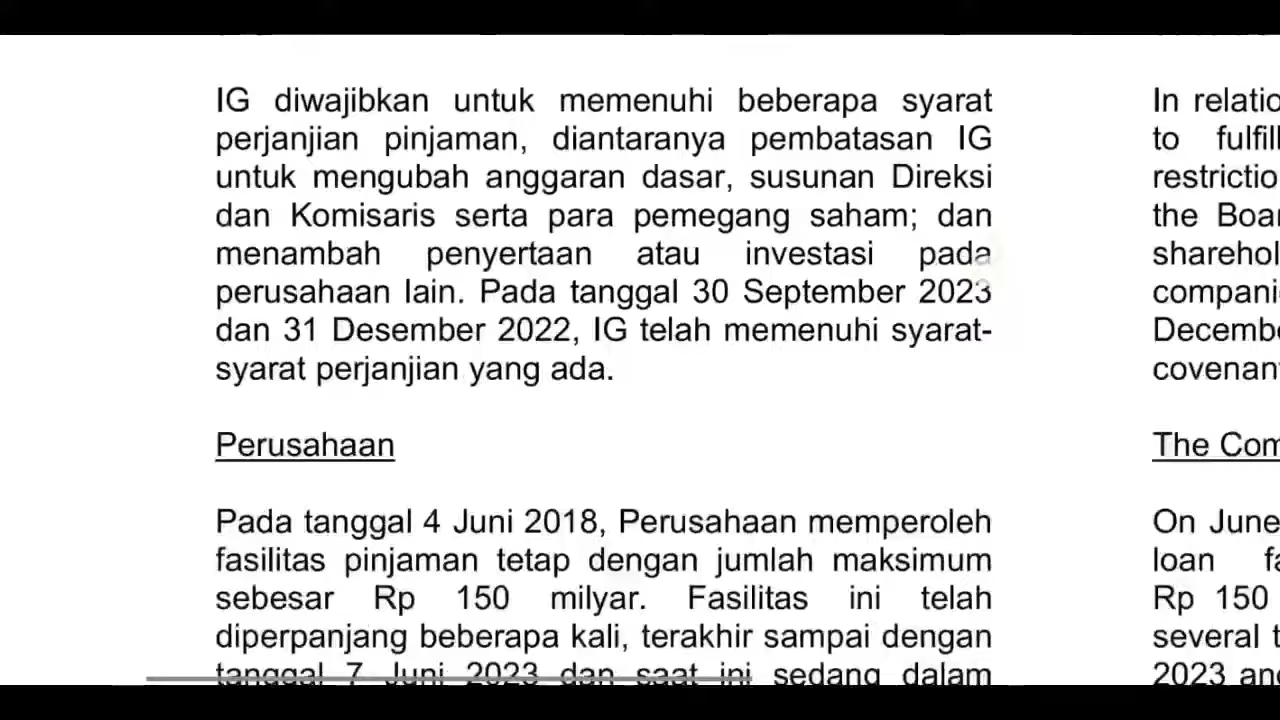 IG diwajibkan untuk memenuhi beberapa syarat
perjanjian pinjaman, diantaranya pembatasan IG
untuk mengubah anggaran dasar, susunan Direksi
dan Komisaris serta para pemegang saham; dan
menambah penyertaan atau investasi pada
perusahaan lain. Pada tanggal 30 September 2023
dan 31 Desember 2022, IG telah memenuhi syarat-
syarat perjanjian yang ada.
Perusahaan
Pada tanggal 4 Juni 2018, Perusahaan memperoleh
fasilitas pinjaman tetap dengan jumlah maksimum
sebesar Rp 150 milyar. Fasilitas ini telah
diperpanjang beberapa kali, terakhir sampai dengan
tanggal 7 Juni 2023 dan saat ini sedang dalam
In relatio
to fulfill
restrictio
the Boar
sharehol
companie
Decembe
covenant
The Com
On June
loan fa
Rp 150
several t
2023 and